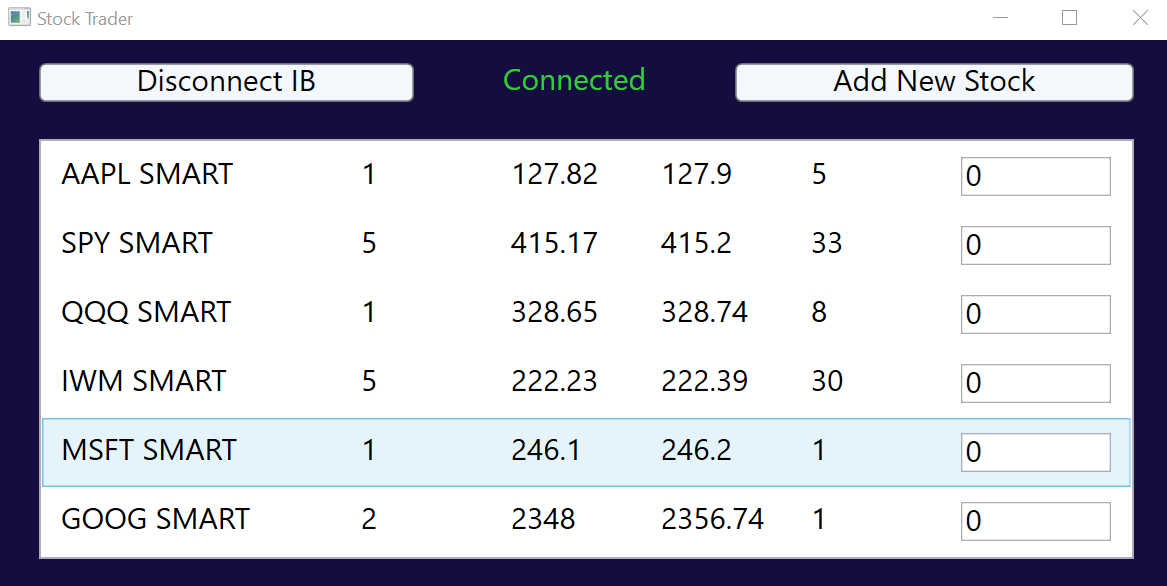 Stock Trader
Disconnect IB Connected Add New Stock
AAPL SMART 1 127.82 127.9 5 0
SPY SMART 5 415.17 415.2 33 0
QQQ SMART 1 328.65 328.74 8 0
IWM SMART 5 222.23 222.39 30 0
MSFT SMART 1 246.1 246.2 1 0
GOOG SMART 2 2348 2356.74 1 0